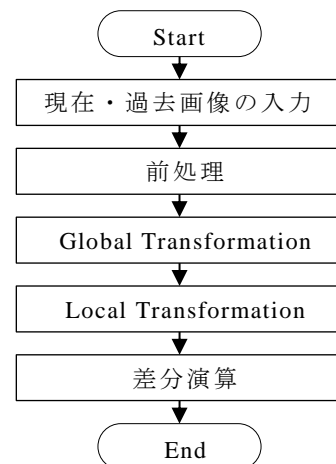 Start
現在・過去画像の入力
前処理
Global Transformation
Local Transformation
差分演算
End